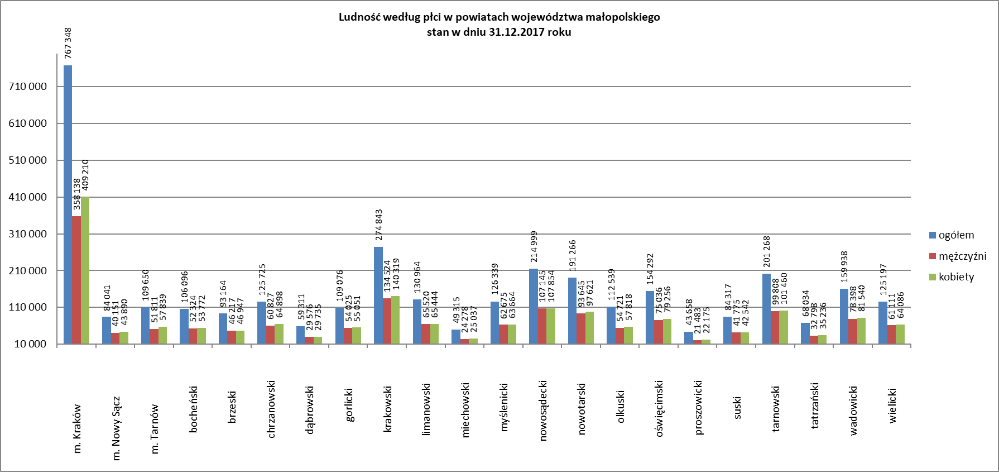 Ludność według płci w powiatach województwa małopolskiego
stan w dniu 31.12.2017 roku
710 000
610 000
510 000
410 000
310 000
210 000
110 000
10 000
767 348
358 138
409 210
84 041
40 151
43 890
109 650
51 811
57 839
106 096
52 324
53 772
93 164
46 217
46 947
125 725
60 827
64 898
59 311
29 576
29 735
109 076
54 025
55 051
274 843
134 524
140 319
130 964
65 520
65 444
49 315
24 278
25 037
126 339
62 675
63 664
214 999
107 145
107 854
191 266
93 645
97 621
112 539
54 721
57 818
154 292
75 036
79 256
43 658
21 483
22 175
84 317
41 775
42 542
201 268
99 808
101 460
68 034
32 798
35 236
159 938
78 398
81 540
125 197
61 111
64 086
m. Kraków
m. Nowy Sącz
m. Tarnów
bocheński
brzeski
chrzanowski
dąbrowski
gorlicki
krakowski
limanowski
miechowski
myślenicki
nowosądecki
nowotarski
olkuski
oświęcimski
proszowicki
suski
tarnowski
tatrzański
wadowicki
wielicki
ogółem
mężczyźni
kobiety